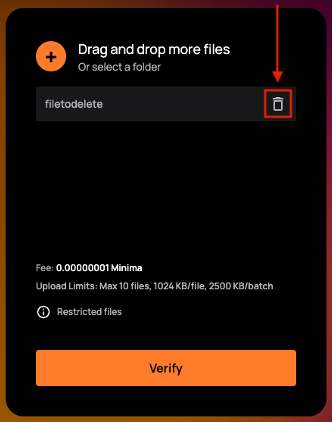 Drag and drop more files
Or select a folder
filetodelete
Fee: 0.00000001 Minima
Upload Limits: Max 10 files, 1024 KB/file, 2500 KB/batch
Restricted files
Verify